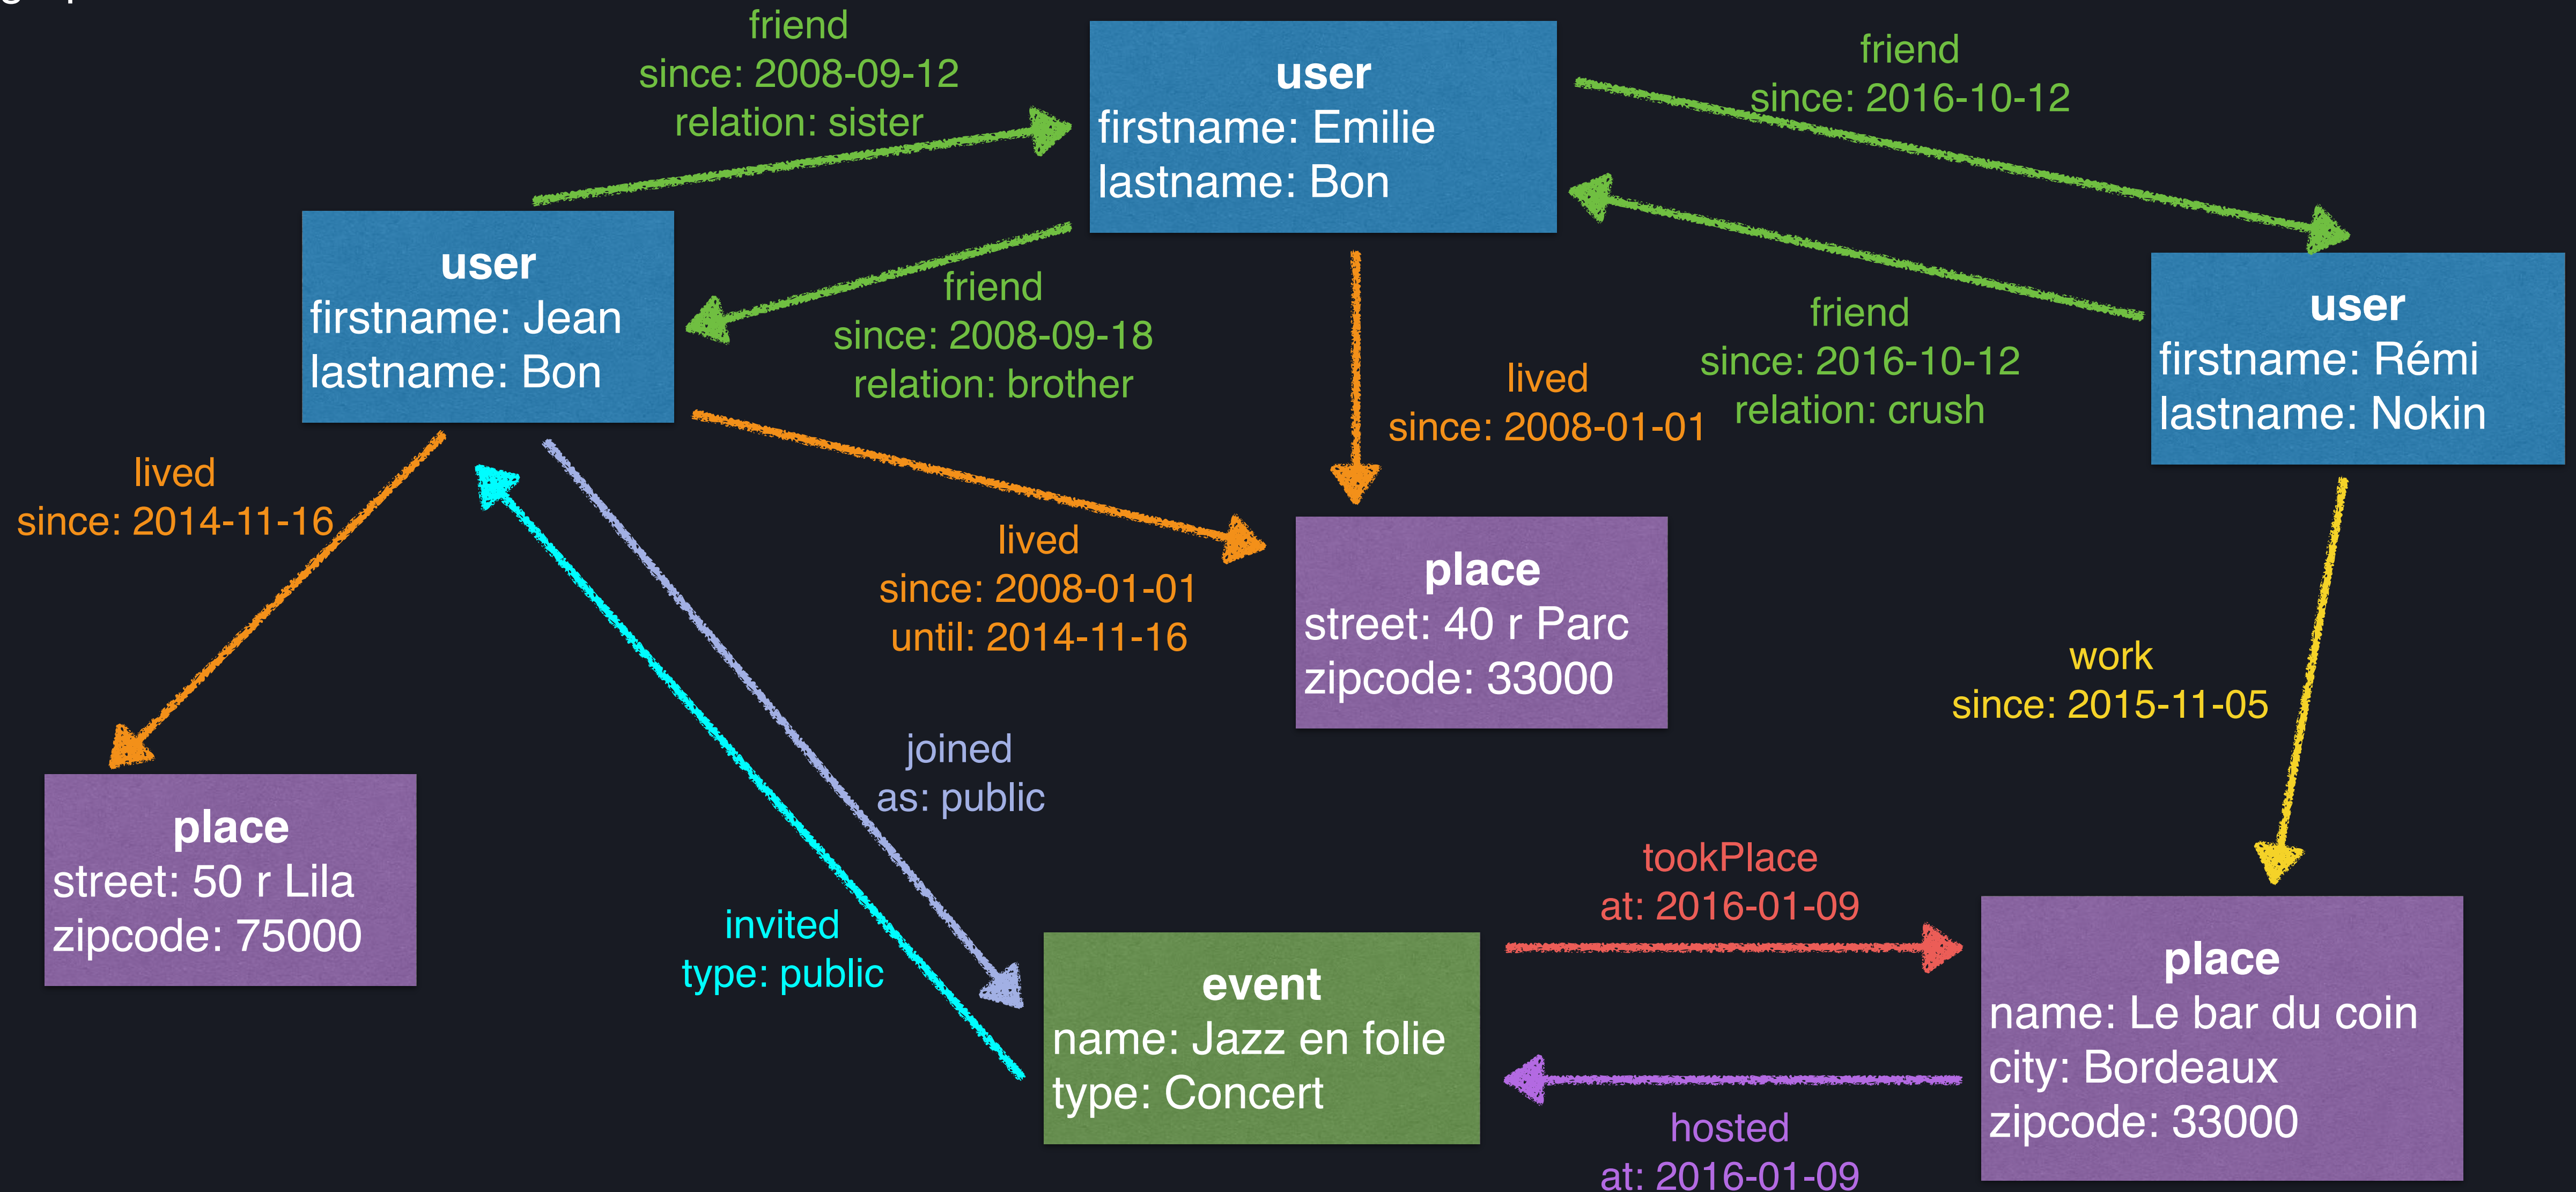 friend
since: 2008-09-12
relation: sister
user
firstname: Emilie
lastname: Bon
friend
since: 2016-10-12
user
firstname: Jean
lastname: Bon
friend
since: 2008-09-18
relation: brother
user
firstname: Rémi
lastname: Nokin
friend
since: 2016-10-12
relation: crush
lived
since: 2008-01-01
lived
since: 2014-11-16
lived
since: 2008-01-01
until: 2014-11-16
place
street: 40 r Parc
zipcode: 33000
work
since: 2015-11-05
joined
as: public
place
street: 50 r Lila
zipcode: 75000
invited
type: public
tookPlace
at: 2016-01-09
event
name: Jazz en folie
type: Concert
place
name: Le bar du coin
city: Bordeaux
zipcode: 33000
hosted
at: 2016-01-09